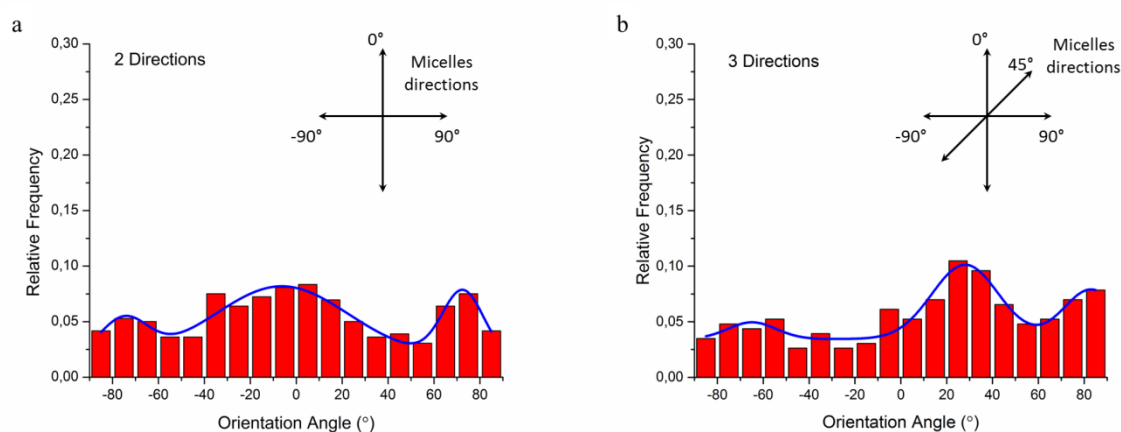 a
2 Directions
0°
Micelles
directions
-90°
90°
0,30
0,25
0,20
0,15
0,10
0,05
0,00
Relative Frequency
-80 -60 -40 -20 0 20 40 60 80
Orientation Angle (°)
b
3 Directions
0°
45°
Micelles
directions
-90°
90°
0,30
0,25
0,20
0,15
0,10
0,05
0,00
Relative Frequency
-80 -60 -40 -20 0 20 40 60 80
Orientation Angle (°)